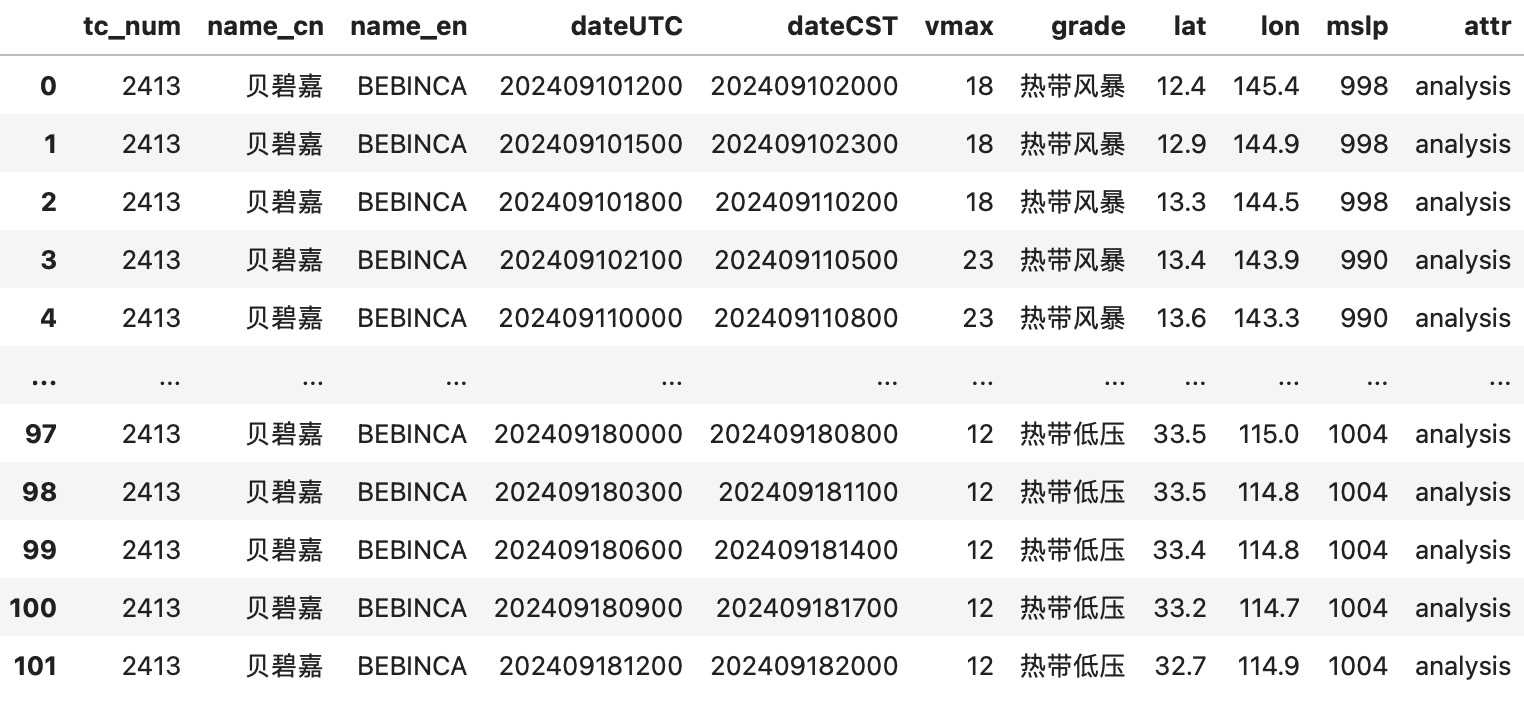 tc_num name_cn name_en dateUTC dateCST vmax grade lat lon mslp attr
0 2413 贝碧嘉 BEBINCA 202409101200 202409102000 18 热带风暴 12.4 145.4 998 analysis
1 2413 贝碧嘉 BEBINCA 202409101500 202409102300 18 热带风暴 12.9 144.9 998 analysis
2 2413 贝碧嘉 BEBINCA 202409101800 202409110200 18 热带风暴 13.3 144.5 998 analysis
3 2413 贝碧嘉 BEBINCA 202409102100 202409110500 23 热带风暴 13.4 143.9 990 analysis
4 2413 贝碧嘉 BEBINCA 202409110000 202409110800 23 热带风暴 13.6 143.3 990 analysis
... ... ... ... ... ... ... ... ... ... ... ...
97 2413 贝碧嘉 BEBINCA 202409180000 202409180800 12 热带低压 33.5 115.0 1004 analysis
98 2413 贝碧嘉 BEBINCA 202409180300 202409181100 12 热带低压 33.5 114.8 1004 analysis
99 2413 贝碧嘉 BEBINCA 202409180600 202409181400 12 热带低压 33.4 114.8 1004 analysis
100 2413 贝碧嘉 BEBINCA 202409180900 202409181700 12 热带低压 33.2 114.7 1004 analysis
101 2413 贝碧嘉 BEBINCA 202409181200 202409182000 12 热带低压 32.7 114.9 1004 analysis